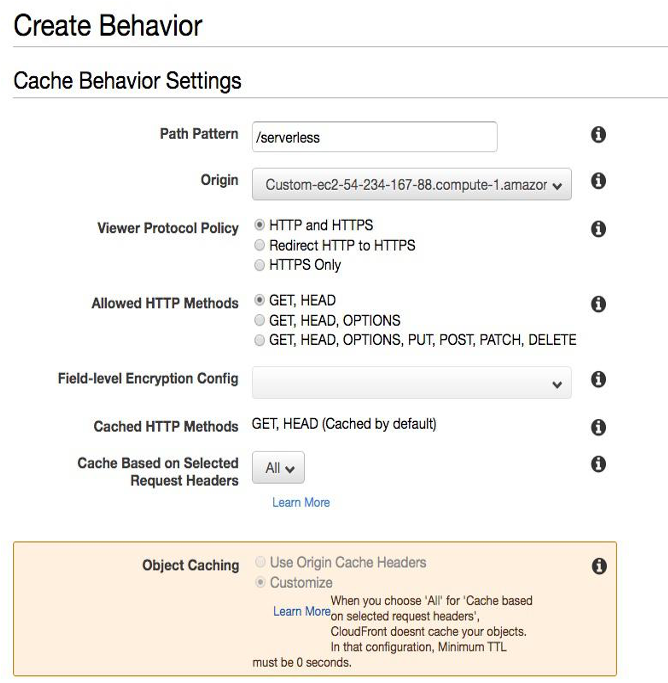 Create Behavior
Cache Behavior Settings
Path Pattern
/serverless
Origin
Custom-ec2-54-234-167-88.compute-1.amazor
Viewer Protocol Policy
HTTP and HTTPS
Redirect HTTP to HTTPS
HTTPS Only
Allowed HTTP Methods
GET, HEAD
GET, HEAD, OPTIONS
GET, HEAD, OPTIONS, PUT, POST, PATCH, DELETE
Field-level Encryption Config
Cached HTTP Methods
GET, HEAD (Cached by default)
Cache Based on Selected
Request Headers
All
Learn More
Object Caching
Use Origin Cache Headers
Customize
Learn More
When you choose 'All' for 'Cache based
on selected request headers',
CloudFront doesnt cache your objects.
In that configuration, Minimum TTL
must be 0 seconds.